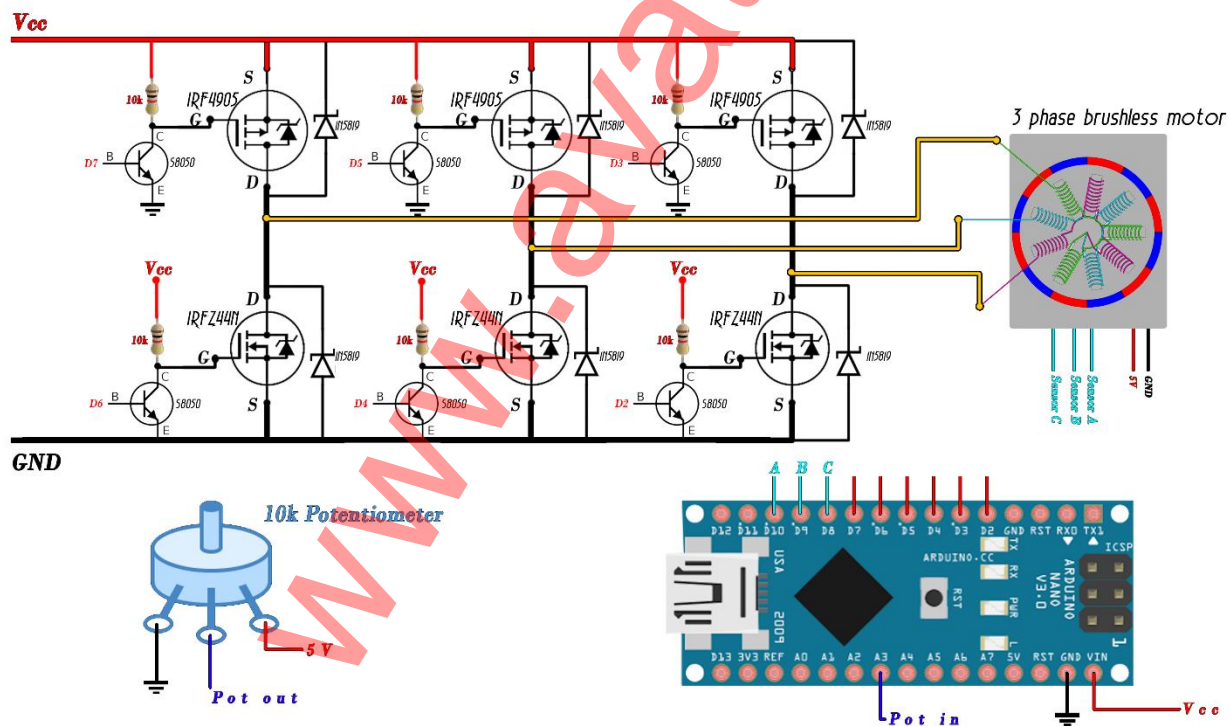 Vcc
S
S
S
10k
IRF4905
10k
IRF4905
10k
IRF4905
G
G
G
1N5819
1N5819
1N5819
3 phase brushless motor
C
C
C
D7
B
S8050
D5
B
S8050
D3
B
S8050
E
E
E
D
D
D
Vcc
Vcc
Vcc
D
D
D
IRFZ44N
IRFZ44N
IRFZ44N
10k
10k
10k
G
G
G
1N5819
1N5819
1N5819
C
C
C
D6
B
S8050
D4
B
S8050
D2
B
S8050
S
S
S
E
E
E
Sensor C
Sensor B
Sensor A
5V
GND
GND
A B C
10k Potentiometer
5 V
Pot out
D12 D11 D10 D9 D8 D7 D6 D5 D4 D3 D2 GND RST RX0 TX1
ICSP
TX
RX
PWR
L
USA
2009
ARDUINO.CC
RST
ARDUINO
NANO
V3.0
1
D13 3V3 REF A0 A1 A2 A3 A4 A5 A6 A7 5V RST GND VIN
Pot in
Vcc
www.ava